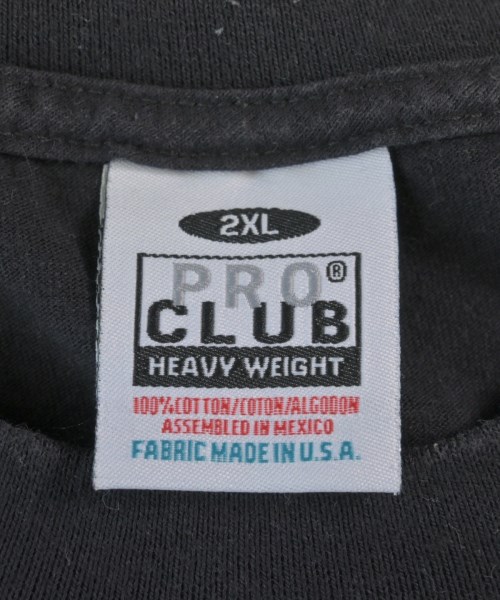 2XL
PRO®
CLUB
HEAVY WEIGHT
100%COTTON/COTON/ALGODON
ASSEMBLED IN MEXICO
FABRIC MADE IN U.S.A.